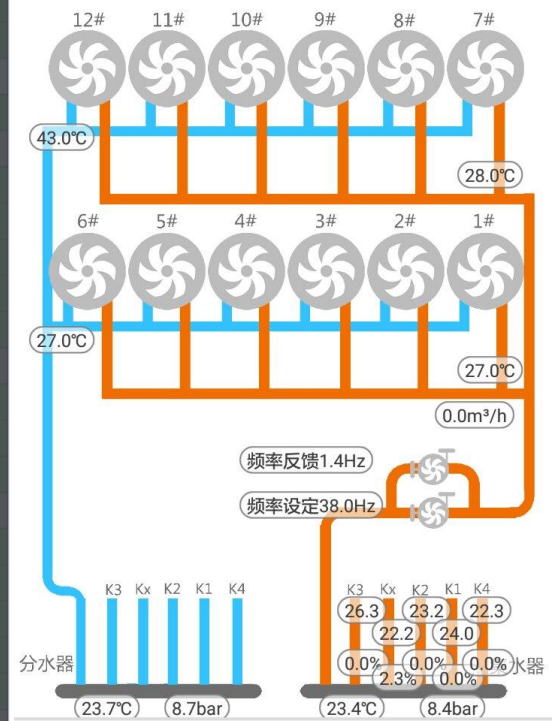 12# 11# 10# 9# 8# 7#
43.0℃
28.0℃
6# 5# 4# 3# 2# 1#
27.0℃
27.0℃
0.0m³/h
频率反馈1.4Hz
频率设定38.0Hz
K3 Kx K2 K1 K4
K3 Kx K2 K1 K4
26.3 23.2 22.3
22.2 24.0
分水器
0.0% 0.0% 0.0%
水器
2.3% 0.0%
23.7℃ 8.7bar
23.4℃ 8.4bar